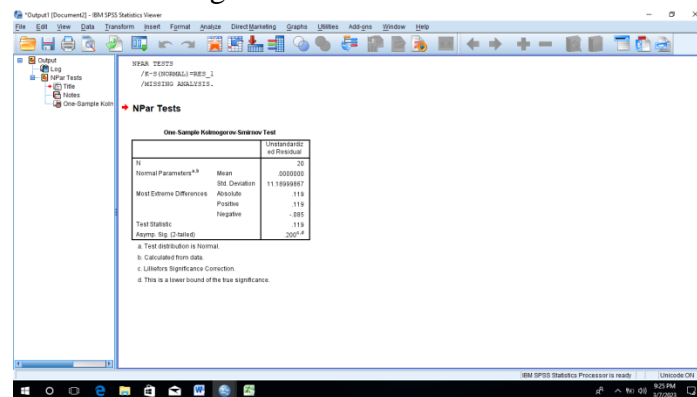 *Output1 [Document2] - IBM SPSS Statistics Viewer
File Edit View Data Transform Insert Format Analyze Direct Marketing Graphs Utilities Add-ons Window Help
Output
Log
NPar Tests
Title
Notes
One-Sample Kolm
NPAR TESTS
/K-S(NORMAL)=RES_1
/MISSING ANALYSIS.
NPar Tests
One-Sample Kolmogorov-Smirnov Test
Unstandardiz
ed Residual
N 20
Normal Parametersa,b Mean .0000000
Std. Deviation 11.18999867
Most Extreme Differences Absolute .119
Positive .119
Negative -.085
Test Statistic .119
Asymp. Sig. (2-tailed) .200c,d
a. Test distribution is Normal.
b. Calculated from data.
c. Lilliefors Significance Correction.
d. This is a lower bound of the true significance.
IBM SPSS Statistics Processor is ready Unicode:ON
9:25 PM
3/7/2023